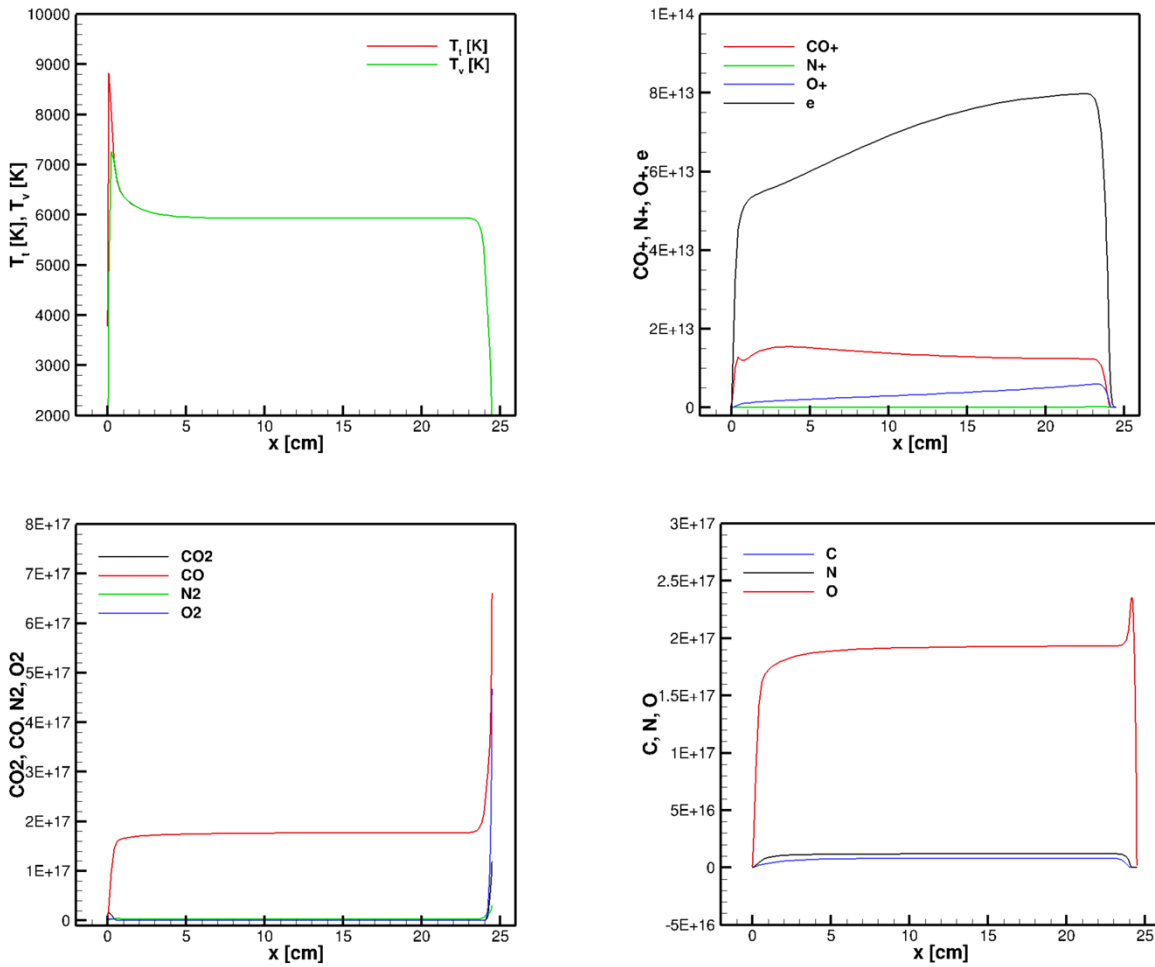 10000
9000
8000
7000
6000
5000
4000
3000
2000
T_t [K], T_v [K]
T_t [K]
T_v [K]
0 5 10 15 20 25
x [cm]
1E+14
8E+13
6E+13
4E+13
2E+13
0
CO+, N+, O+, e
CO+
N+
O+
e
0 5 10 15 20 25
x [cm]
8E+17
7E+17
6E+17
5E+17
4E+17
3E+17
2E+17
1E+17
0
CO2, CO, N2, O2
CO2
CO
N2
O2
0 5 10 15 20 25
x [cm]
3E+17
2.5E+17
2E+17
1.5E+17
1E+17
5E+16
0
-5E+16
C, N, O
C
N
O
0 5 10 15 20 25
x [cm]